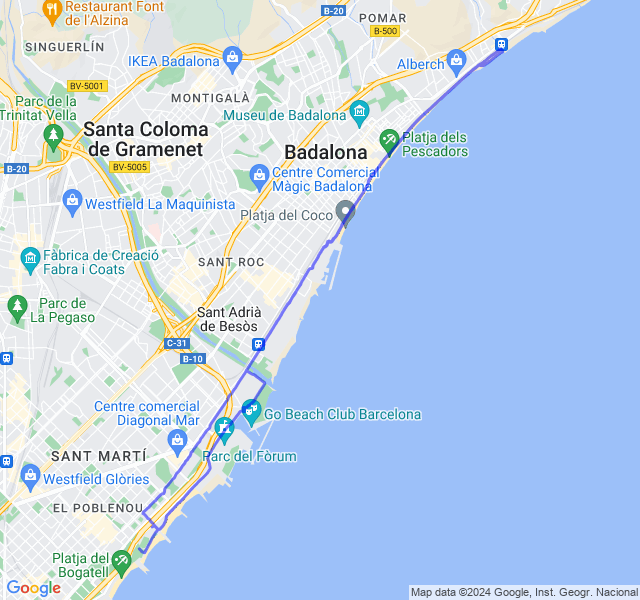 Restaurant Font
de l'Alzina
POMAR
B-20
B-500
SINGUERLÍN
IKEA Badalona
Alberch
BV-5001
Parc de la
Trinitat Vella
MONTIGALÀ
Museu de Badalona
Santa Coloma
de Gramenet
Platja dels
Pescadors
Badalona
B-20
BV-5005
Centre Comercial
Màgic Badalona
Westfield La Maquinista
Platja del Coco
Fàbrica de Creació
Fabra i Coats
SANT ROC
Parc de
La Pegaso
Sant Adrià
de Besòs
C-31
B-10
Centre comercial
Diagonal Mar
Go Beach Club Barcelona
Parc del Fòrum
SANT MARTÍ
Westfield Glòries
EL POBLENOU
Platja del
Bogatell
Google
Map data ©2024 Google, Inst. Geogr. Nacional